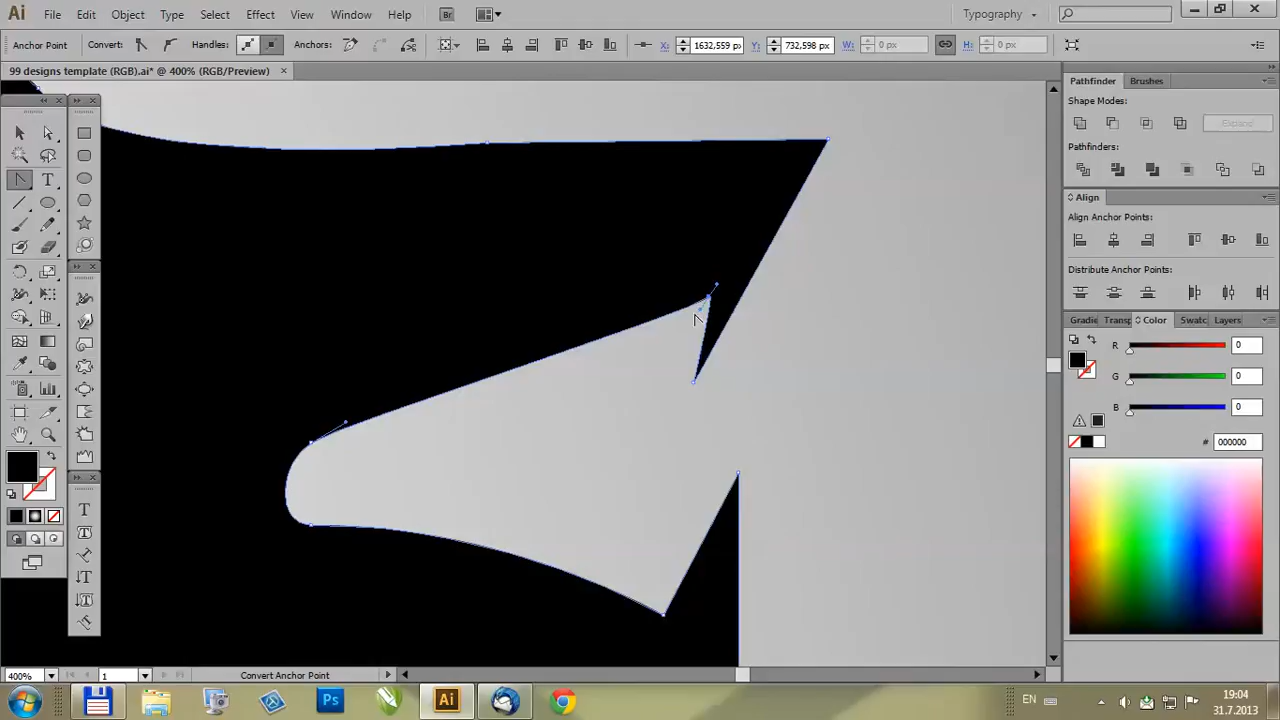 Ai File Edit Object Type Select Effect View Window Help Br Typography
Anchor Point Convert: Handles: Anchors: X: 1632,559 px Y: 732,598 px W: 0 px H: 0 px
99 designs template (RGB).ai* @ 400% (RGB/Preview)
Pathfinder Brushes
Shape Modes:
Expand
Pathfinders:
Align
Align Anchor Points:
Distribute Anchor Points:
Gradie Transp Color Swatc Layers
R 0
G 0
B 0
# 000000
T
T
T
T
T
400% 1 Convert Anchor Point
Ps Ai EN 19:04
31.7.2013